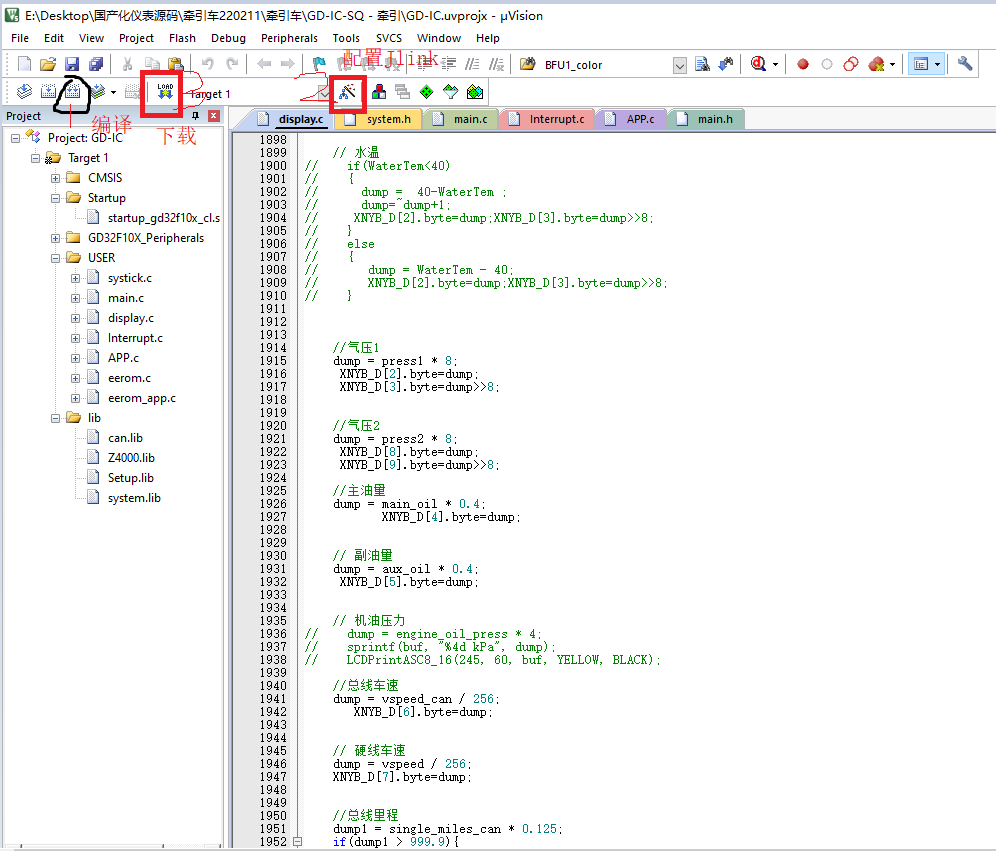 E:\Desktop\国产化仪表源码\牵引车220211\牵引车\GD-IC-SQ - 牵引\GD-IC.uvprojx - µVision
File Edit View Project Flash Debug Peripherals Tools SVCS Window Help
配置Jlink
BFU1_color
LOAD
Target 1
编译
下载
Project
Project: GD-IC
Target 1
CMSIS
Startup
startup_gd32f10x_cl.s
GD32F10X_Peripherals
USER
systick.c
main.c
display.c
Interrupt.c
APP.c
eerom.c
eerom_app.c
lib
can.lib
Z4000.lib
Setup.lib
system.lib
display.c system.h main.c Interrupt.c APP.c main.h
1898
1899 // 水温
1900 // if(WaterTem<40)
1901 // {
1902 // dump = 40-WaterTem ;
1903 // dump=~dump+1;
1904 // XNYB_D[2].byte=dump;XNYB_D[3].byte=dump>>8;
1905 // }
1906 // else
1907 // {
1908 // dump = WaterTem - 40;
1909 // XNYB_D[2].byte=dump;XNYB_D[3].byte=dump>>8;
1910 // }
1911
1912
1913
1914 //气压1
1915 dump = press1 * 8;
1916 XNYB_D[2].byte=dump;
1917 XNYB_D[3].byte=dump>>8;
1918
1919
1920 //气压2
1921 dump = press2 * 8;
1922 XNYB_D[8].byte=dump;
1923 XNYB_D[9].byte=dump>>8;
1924
1925 //主油量
1926 dump = main_oil * 0.4;
1927 XNYB_D[4].byte=dump;
1928
1929
1930 // 副油量
1931 dump = aux_oil * 0.4;
1932 XNYB_D[5].byte=dump;
1933
1934
1935 // 机油压力
1936 // dump = engine_oil_press * 4;
1937 // sprintf(buf, "%4d kPa", dump);
1938 // LCDPrintASC8_16(245, 60, buf, YELLOW, BLACK);
1939
1940 //总线车速
1941 dump = vspeed_can / 256;
1942 XNYB_D[6].byte=dump;
1943
1944
1945 // 硬线车速
1946 dump = vspeed / 256;
1947 XNYB_D[7].byte=dump;
1948
1949
1950 //总线里程
1951 dump1 = single_miles_can * 0.125;
1952 if(dump1 > 999.9){